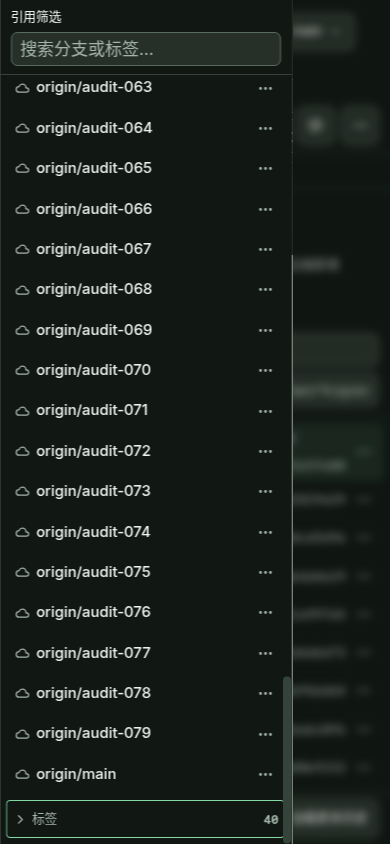 引用筛选
搜索分支或标签...
origin/audit-063 ...
origin/audit-064 ...
origin/audit-065 ...
origin/audit-066 ...
origin/audit-067 ...
origin/audit-068 ...
origin/audit-069 ...
origin/audit-070 ...
origin/audit-071 ...
origin/audit-072 ...
origin/audit-073 ...
origin/audit-074 ...
origin/audit-075 ...
origin/audit-076 ...
origin/audit-077 ...
origin/audit-078 ...
origin/audit-079 ...
origin/main ...
标签 40